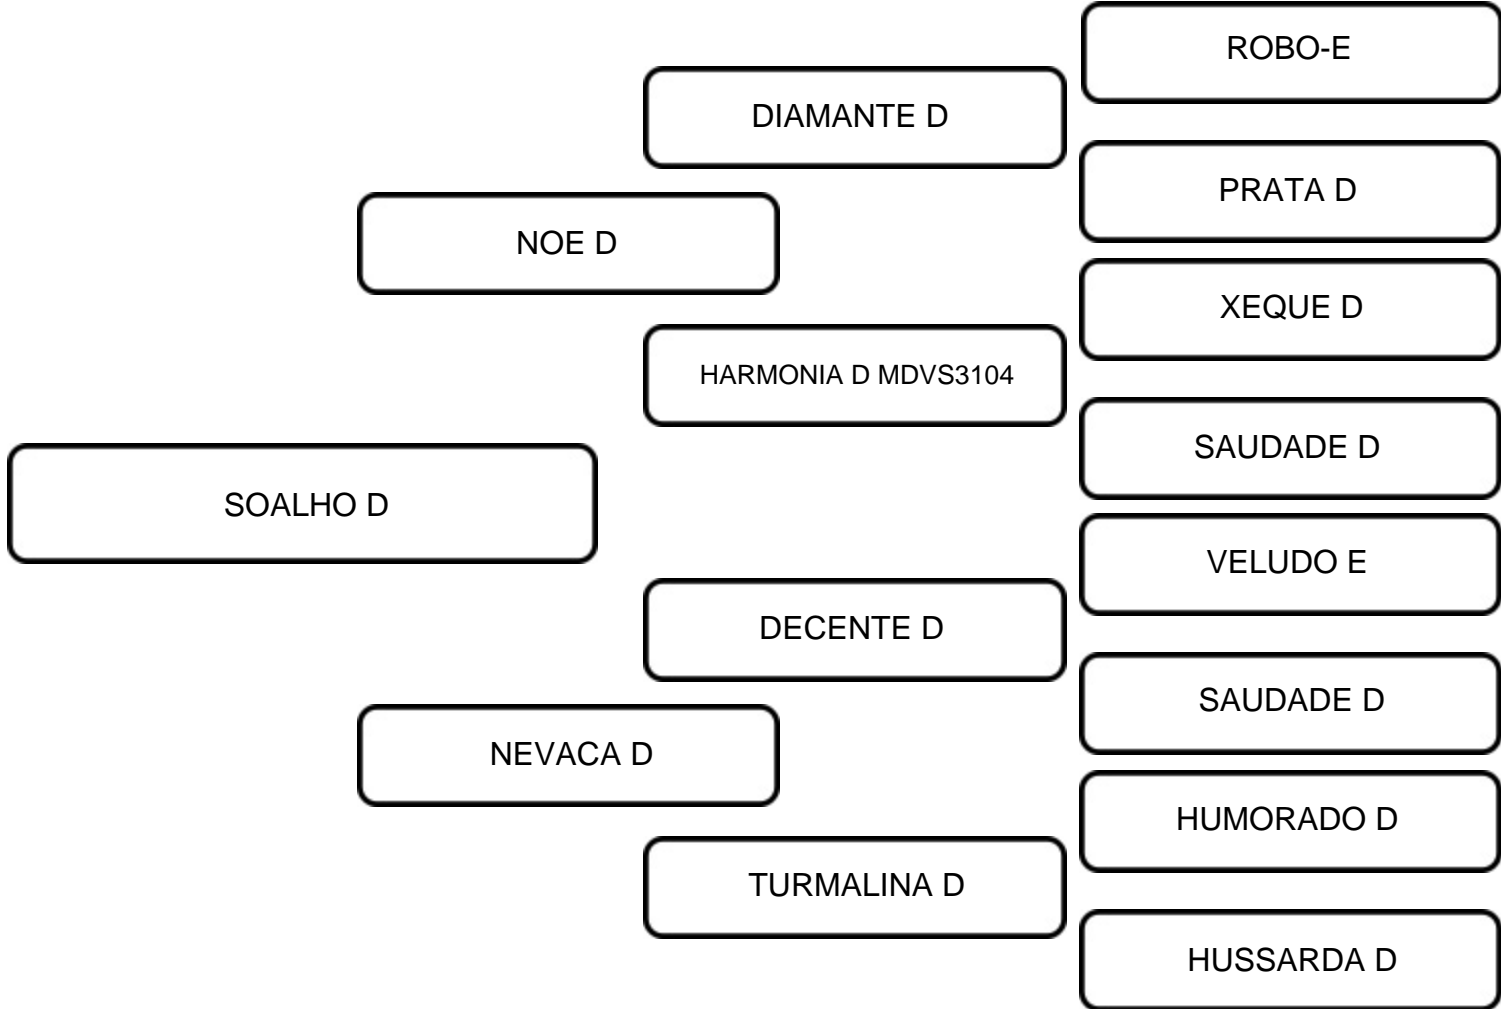 ROBO-E
DIAMANTE D
PRATA D
NOE D
XEQUE D
HARMONIA D MDVS3104
SAUDADE D
SOALHO D
VELUDO E
DECENTE D
SAUDADE D
NEVACA D
HUMORADO D
TURMALINA D
HUSSARDA D